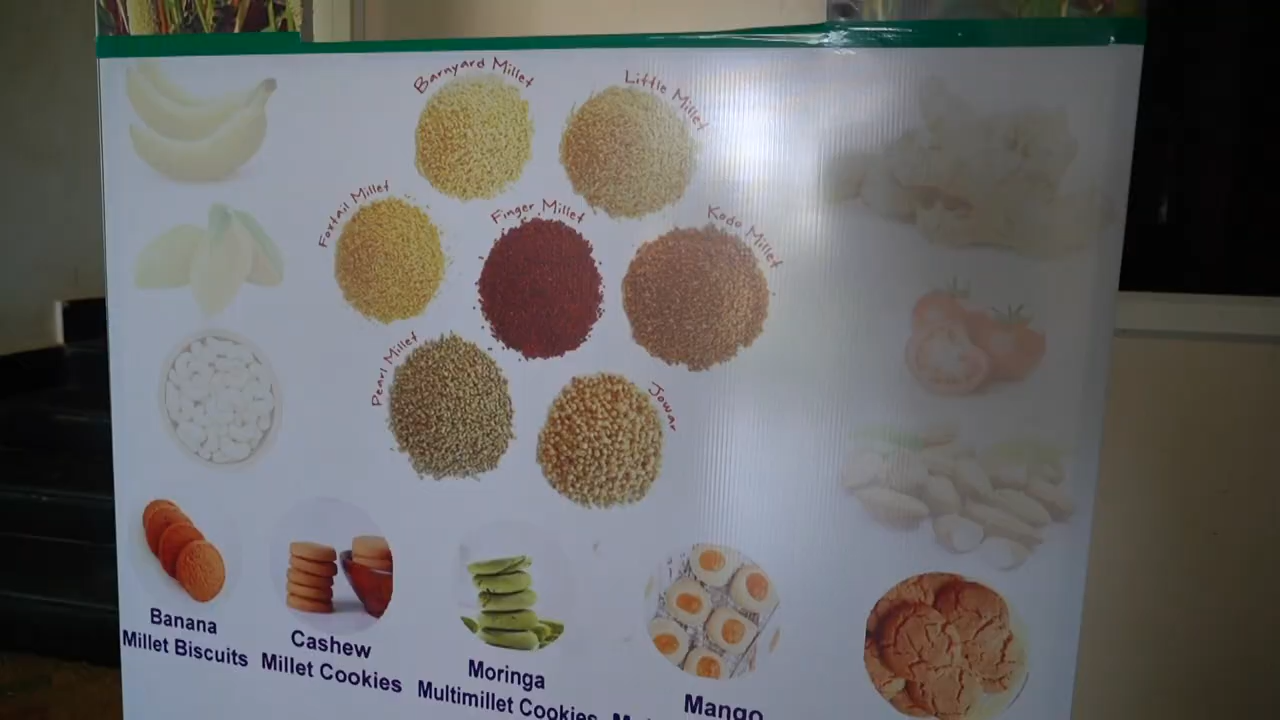 Barnyard Millet
Little Millet
Foxtail Millet
Finger Millet
Kodo Millet
Pearl Millet
Jowar
Banana
Millet Biscuits
Cashew
Millet Cookies
Moringa
Multimillet Cookies
Mango